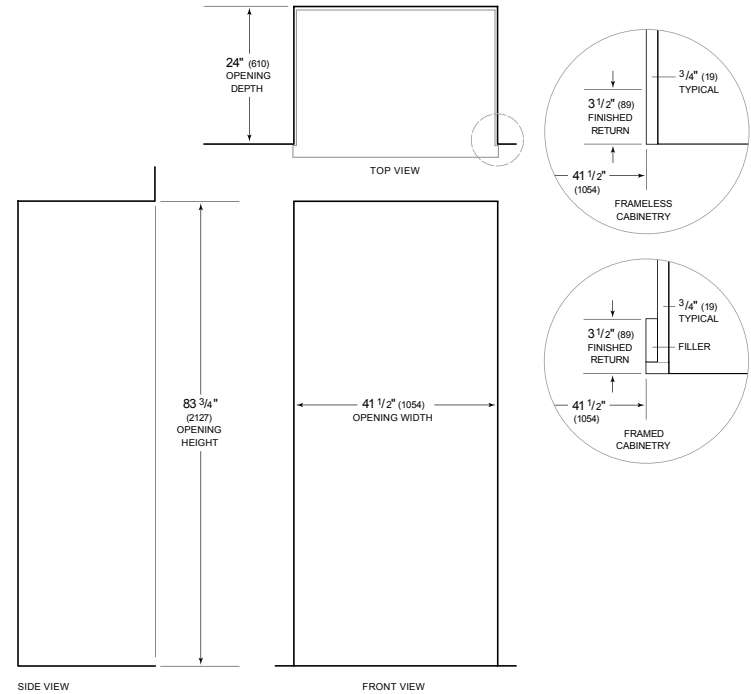 24" (610)
OPENING
DEPTH
TOP VIEW
3/4" (19)
TYPICAL
3 1/2" (89)
FINISHED
RETURN
41 1/2"
(1054)
FRAMELESS
CABINETRY
3/4" (19)
TYPICAL
3 1/2" (89)
FINISHED
RETURN
FILLER
41 1/2"
(1054)
FRAMED
CABINETRY
83 3/4"
(2127)
OPENING
HEIGHT
41 1/2" (1054)
OPENING WIDTH
SIDE VIEW
FRONT VIEW